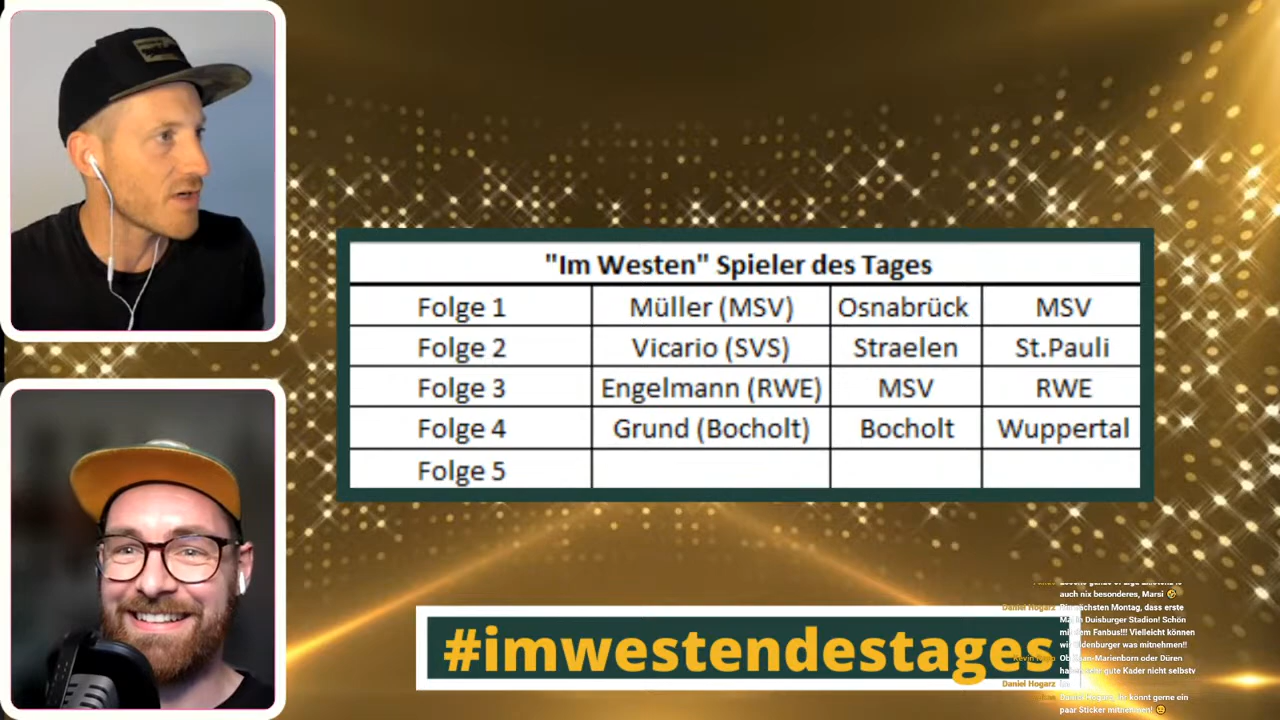 "Im Westen" Spieler des Tages
Folge 1 Müller (MSV) Osnabrück MSV
Folge 2 Vicario (SVS) Straelen St.Pauli
Folge 3 Engelmann (RWE) MSV RWE
Folge 4 Grund (Bocholt) Bocholt Wuppertal
Folge 5
#imwestendestages
auch nix besonderes, Marsi
Daniel Hogarz nächsten Montag, dass erste
Duisburger Stadion! Schön
Fanbus!!! Vielleicht können
was mitnehmen!!
Kevin oder Düren
gute Kader nicht selbstv
Daniel Hogarz
könnt gerne ein
paar Sticker mitnehmen!